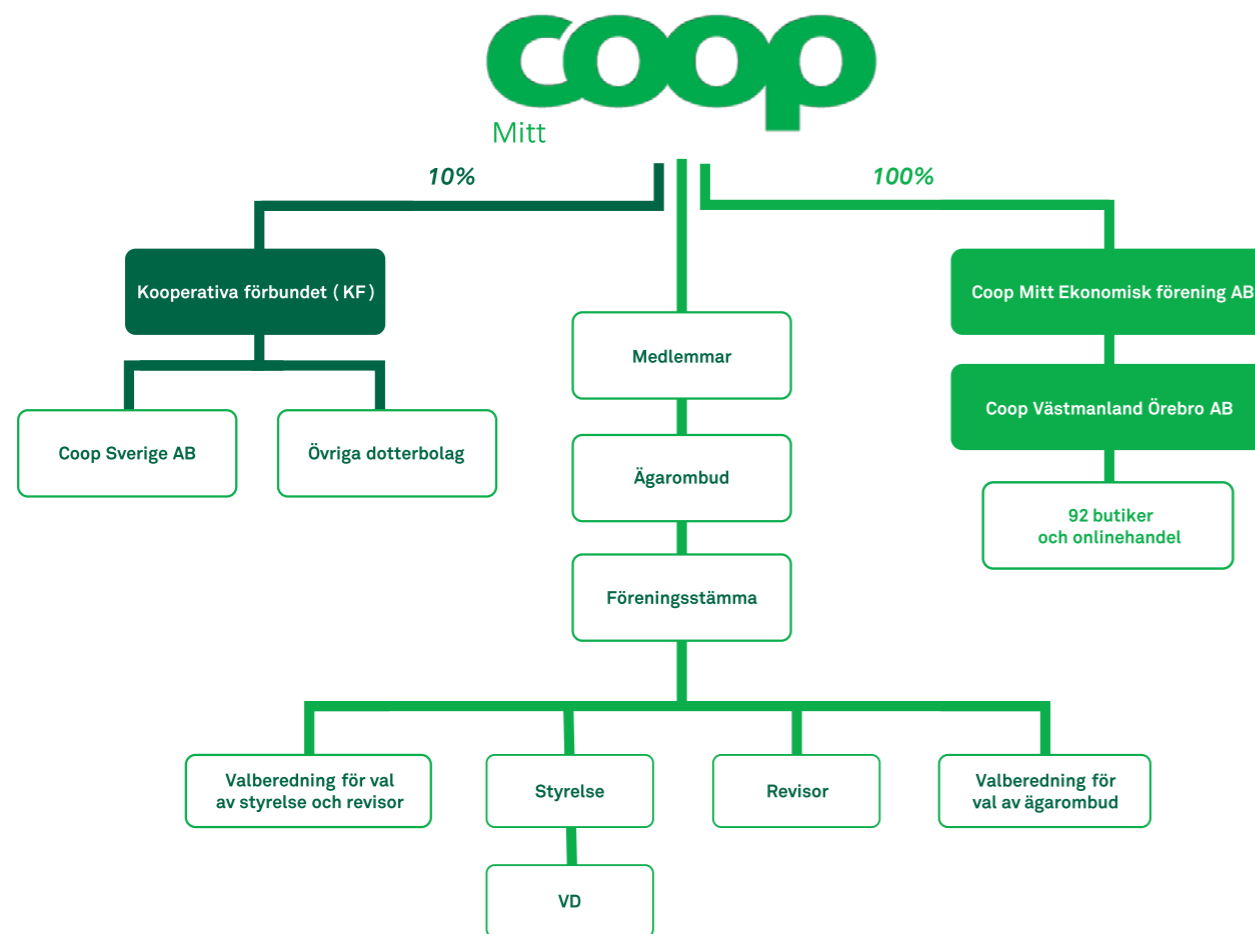 coop
Mitt
10%
100%
Kooperativa förbundet ( KF )
Coop Mitt Ekonomisk förening AB
Medlemmar
Coop Västmanland Örebro AB
Coop Sverige AB
Övriga dotterbolag
Ägarombud
92 butiker
och onlinehandel
Föreningsstämma
Valberedning för val
av styrelse och revisor
Styrelse
Revisor
Valberedning för
val av ägarombud
VD